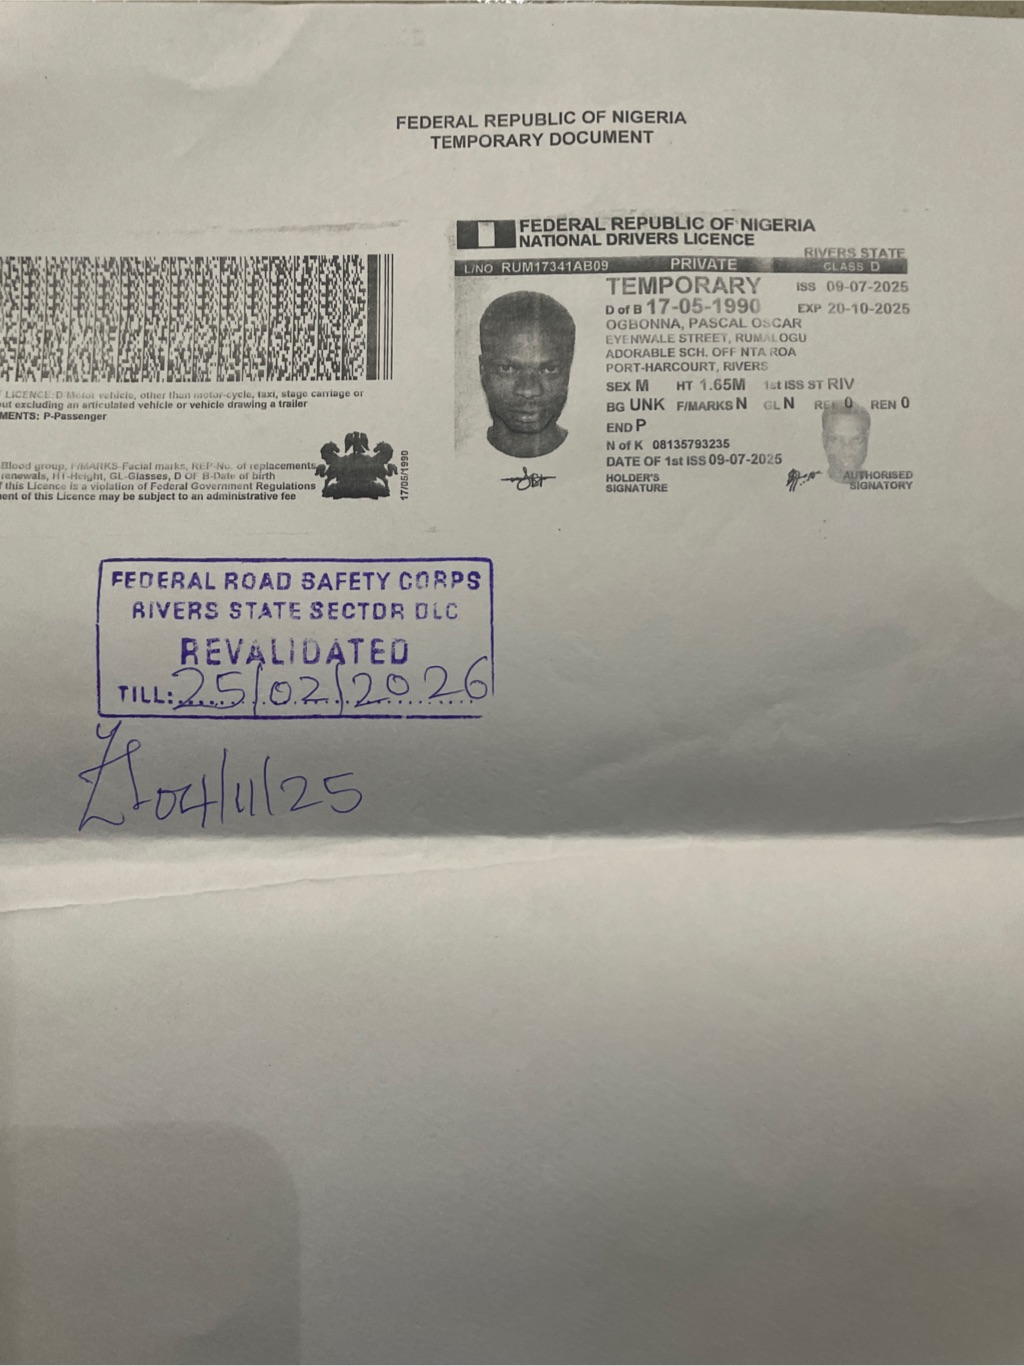 FEDERAL REPUBLIC OF NIGERIA
TEMPORARY DOCUMENT
FEDERAL REPUBLIC OF NIGERIA
NATIONAL DRIVERS LICENCE
RIVERS STATE
L/NO RUM17341AB09 PRIVATE CLASS D
TEMPORARY ISS 09-07-2025
D of B 17-05-1990 EXP 20-10-2025
OGBONNA, PASCAL OSCAR
EYENWALE STREET, RUMALOGU
ADORABLE SCH. OFF NTA ROA
PORT-HARCOURT, RIVERS
SEX M HT 1.65M 1st ISS ST RIV
BG UNK F/MARKS N GL N REP 0 REN 0
END P
N of K 08135793235
DATE OF 1st ISS 09-07-2025
HOLDER'S
SIGNATURE
AUTHORISED
SIGNATORY
LICENCE: D-Motor vehicle, other than motor-cycle, taxi, stage carriage or
ut excluding an articulated vehicle or vehicle drawing a trailer
MENTS: P-Passenger
Blood group, F/MARKS-Facial marks, REP-No. of replacements
renewals, HT-Height, GL-Glasses, D OF B-Date of birth
f this Licence is a violation of Federal Government Regulations
ent of this Licence may be subject to an administrative fee
17/05/1990
FEDERAL ROAD SAFETY CORPS
RIVERS STATE SECTOR DLC
REVALIDATED
TILL: 25/02/2026
04/11/25